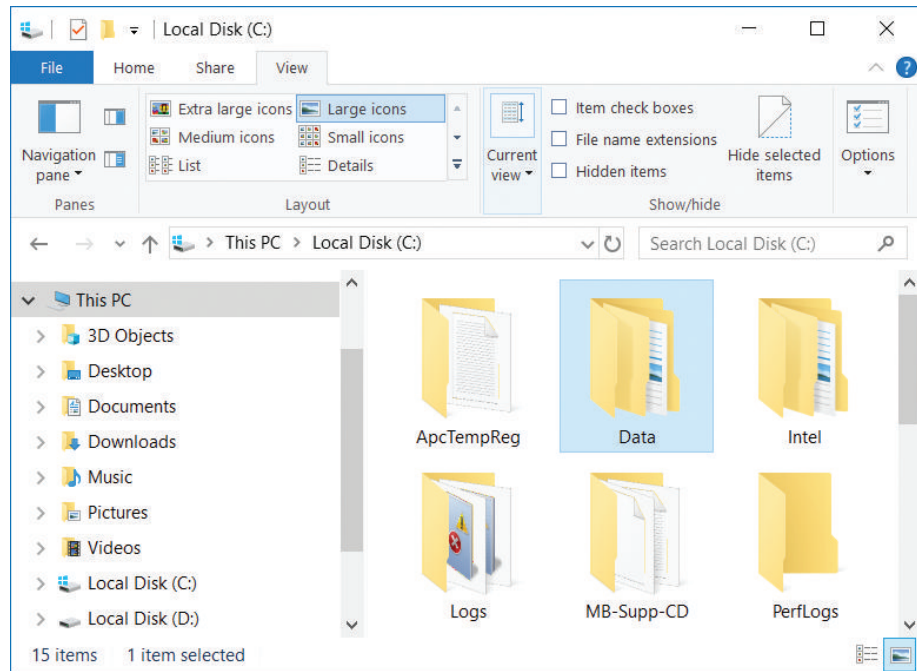 Local Disk (C:)
File Home Share View
Extra large icons Large icons
Medium icons Small icons
List Details
Navigation pane
Current view
Item check boxes
File name extensions
Hidden items
Hide selected items
Options
Panes Layout Show/hide
This PC > Local Disk (C:)
Search Local Disk (C:)
This PC
3D Objects
Desktop
Documents
Downloads
Music
Pictures
Videos
Local Disk (C:)
Local Disk (D:)
ApcTempReg Data Intel
Logs MB-Supp-CD PerfLogs
15 items 1 item selected